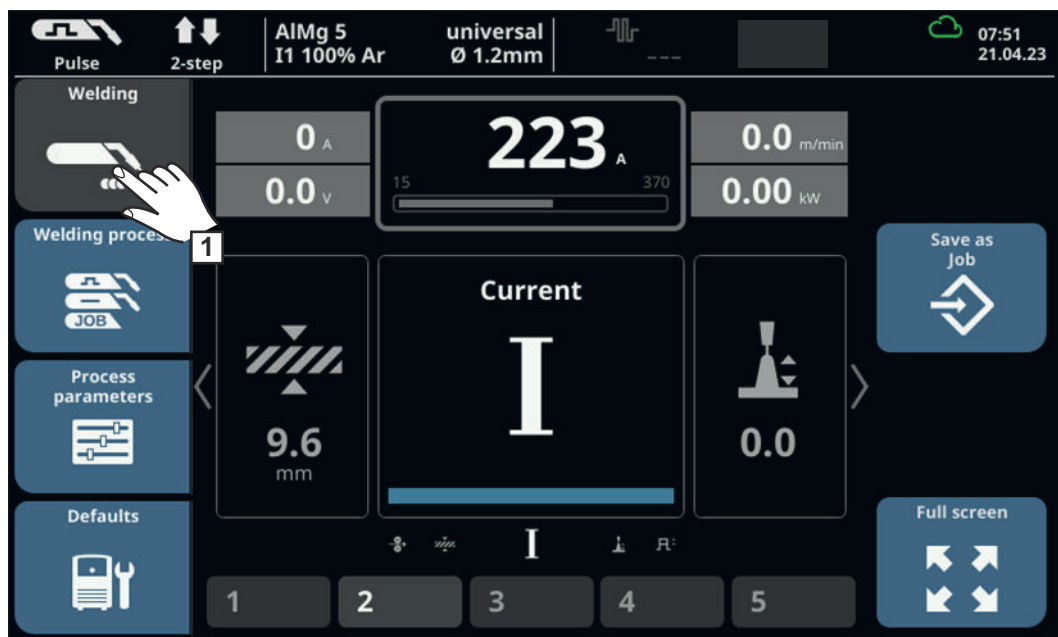 Pulse
2-step
AlMg 5
I1 100% Ar
universal
Ø 1.2mm
---
07:51
21.04.23
Welding
1
Welding proces
JOB
Process
parameters
Defaults
0 A
0.0 V
223 A
15
370
0.0 m/min
0.00 kW
9.6
mm
Current
I
0.0
I
1
2
3
4
5
Save as
Job
Full screen